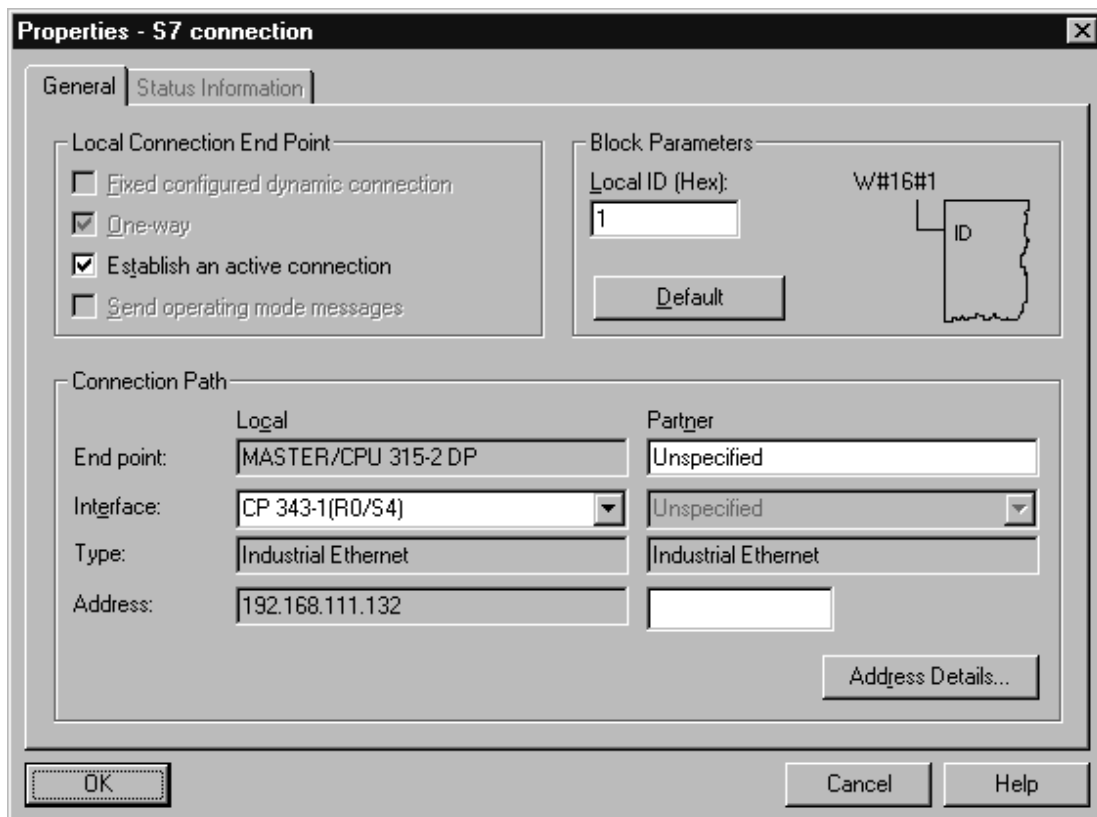 Properties - S7 connection
General
Status Information
Local Connection End Point
Fixed configured dynamic connection
One-way
Establish an active connection
Send operating mode messages
Block Parameters
Local ID (Hex):
W#16#1
1
ID
Default
Connection Path
Local
Partner
End point:
MASTER/CPU 315-2 DP
Unspecified
Interface:
CP 343-1(R0/S4)
Unspecified
Type:
Industrial Ethernet
Industrial Ethernet
Address:
192.168.111.132
Address Details...
OK
Cancel
Help